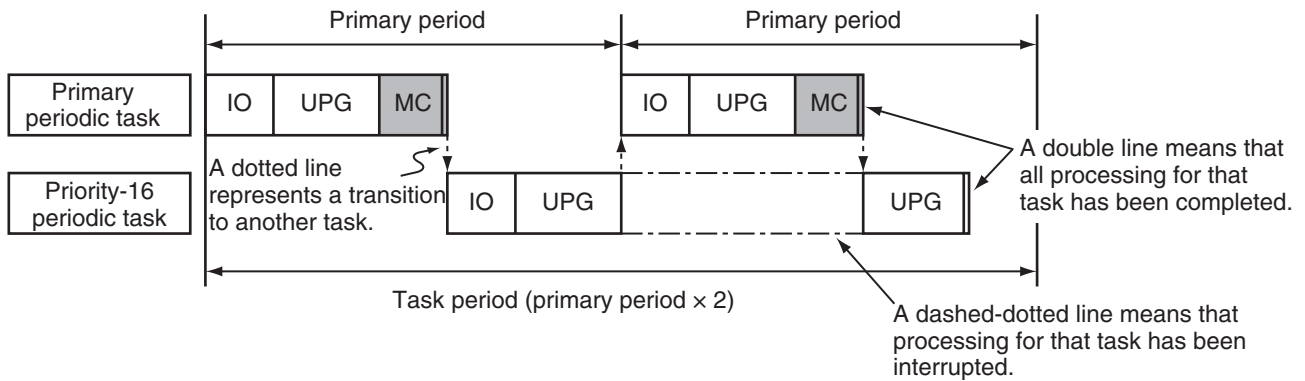 Primary period
Primary period
Primary
periodic task
IO
UPG
MC
IO
UPG
MC
A dotted line
represents a transition
to another task.
A double line means that
all processing for that
task has been completed.
Priority-16
periodic task
IO
UPG
UPG
Task period (primary period × 2)
A dashed-dotted line means that
processing for that task has been
interrupted.